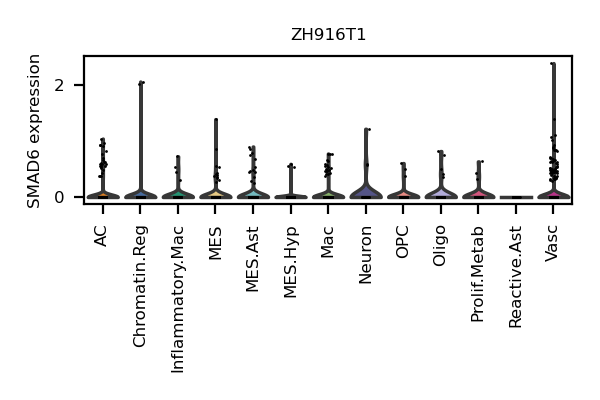 ZH916T1
SMAD6 expression
2
0
AC
Chromatin.Reg
Inflammatory.Mac
MES
MES.Ast
MES.Hyp
Mac
Neuron
OPC
Oligo
Prolif.Metab
Reactive.Ast
Vasc